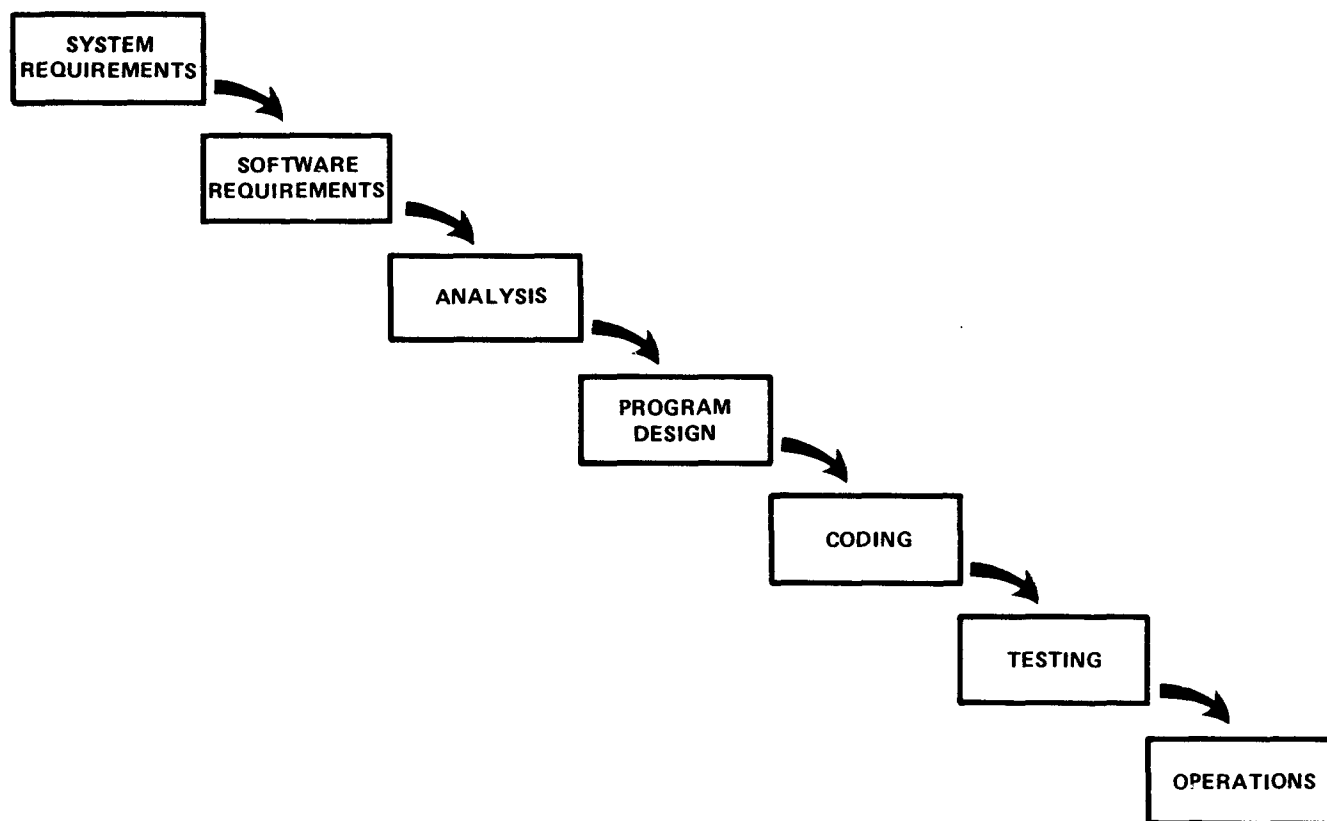 SYSTEM
REQUIREMENTS
SOFTWARE
REQUIREMENTS
ANALYSIS
PROGRAM
DESIGN
CODING
TESTING
OPERATIONS